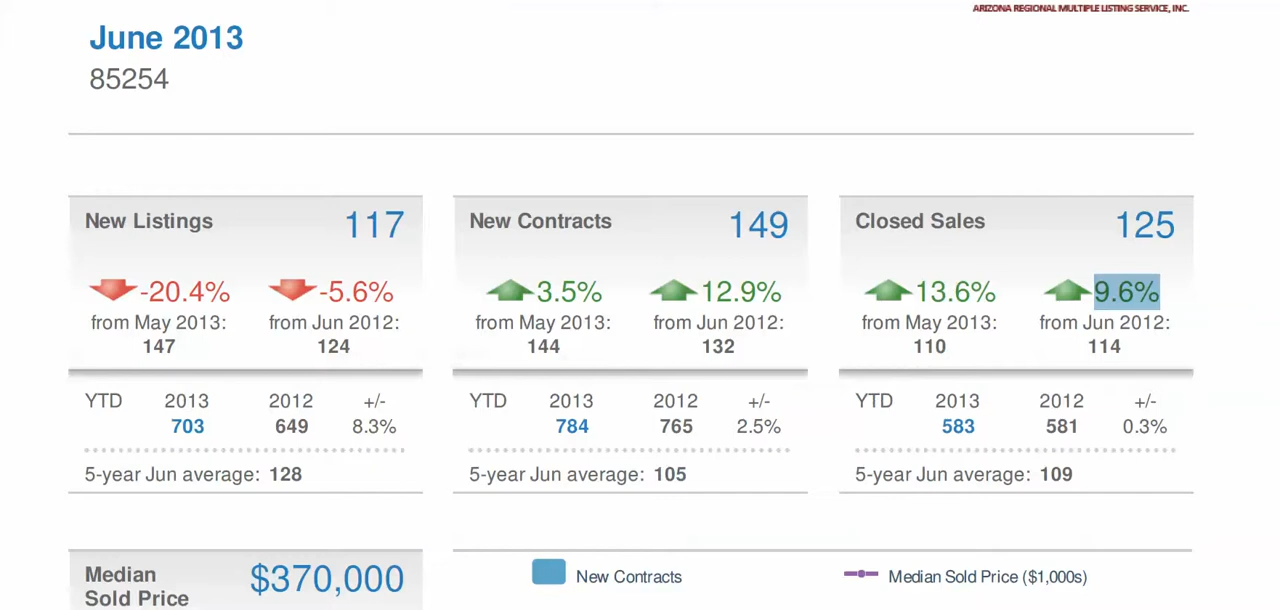 ARIZONA REGIONAL MULTIPLE LISTING SERVICE, INC.
June 2013
85254
New Listings 117
-20.4% -5.6%
from May 2013: from Jun 2012:
147 124
YTD 2013 2012 +/-
703 649 8.3%
5-year Jun average: 128
New Contracts 149
3.5% 12.9%
from May 2013: from Jun 2012:
144 132
YTD 2013 2012 +/-
784 765 2.5%
5-year Jun average: 105
Closed Sales 125
13.6% 9.6%
from May 2013: from Jun 2012:
110 114
YTD 2013 2012 +/-
583 581 0.3%
5-year Jun average: 109
Median $370,000
Sold Price
New Contracts Median Sold Price ($1,000s)